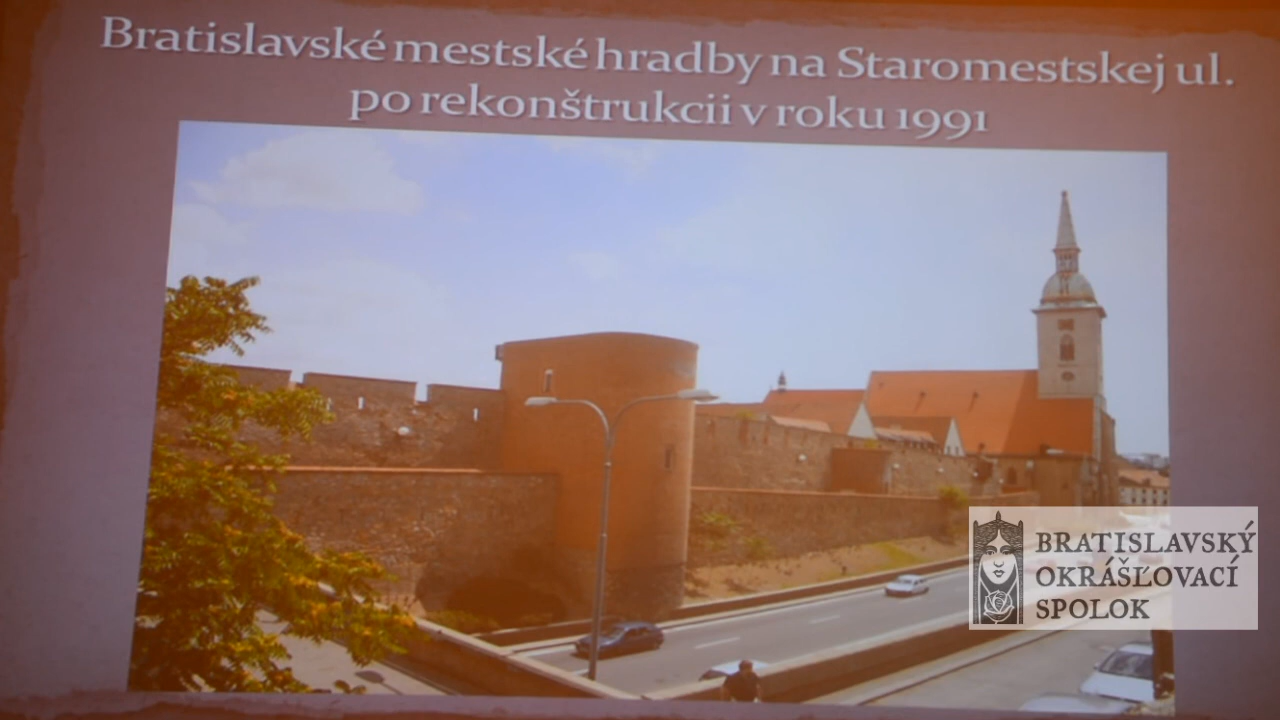 Bratislavské mestské hradby na Staromestskej ul.
po rekonštrukcii v roku 1991
BRATISLAVSKÝ
OKRÁŠĽOVACÍ
SPOLOK